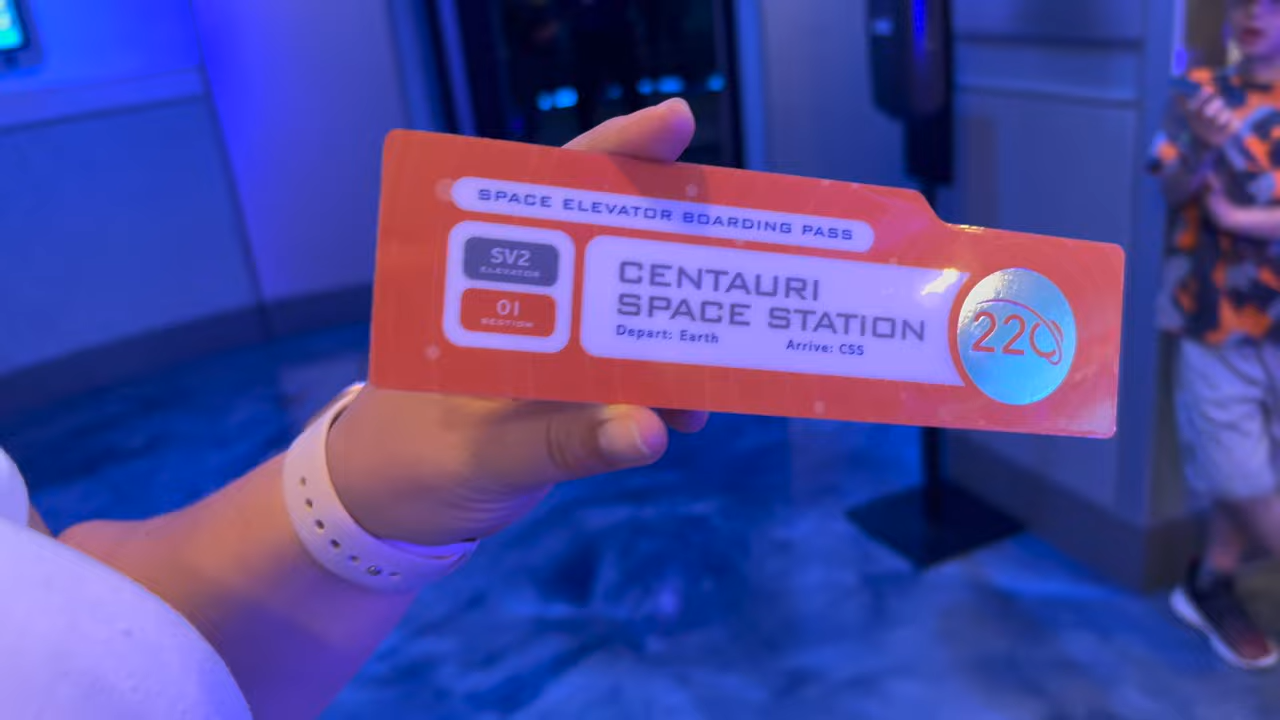 SPACE ELEVATOR BOARDING PASS
SV2
ELEVATOR
01
SECTION
CENTAURI
SPACE STATION
Depart: Earth
Arrive: CSS
220